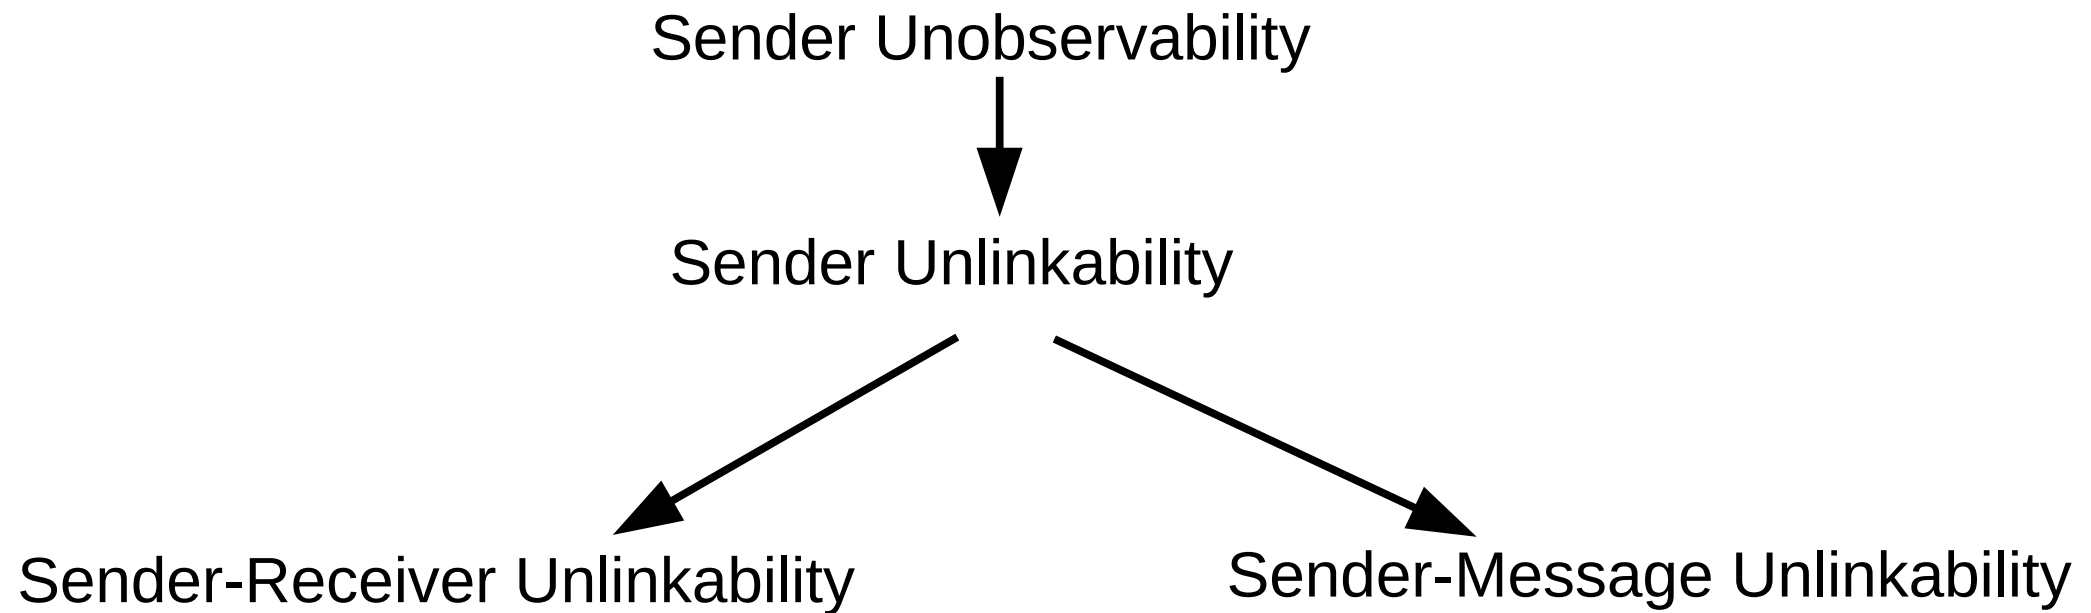 Sender Unobservability
Sender Unlinkability
Sender-Receiver Unlinkability
Sender-Message Unlinkability